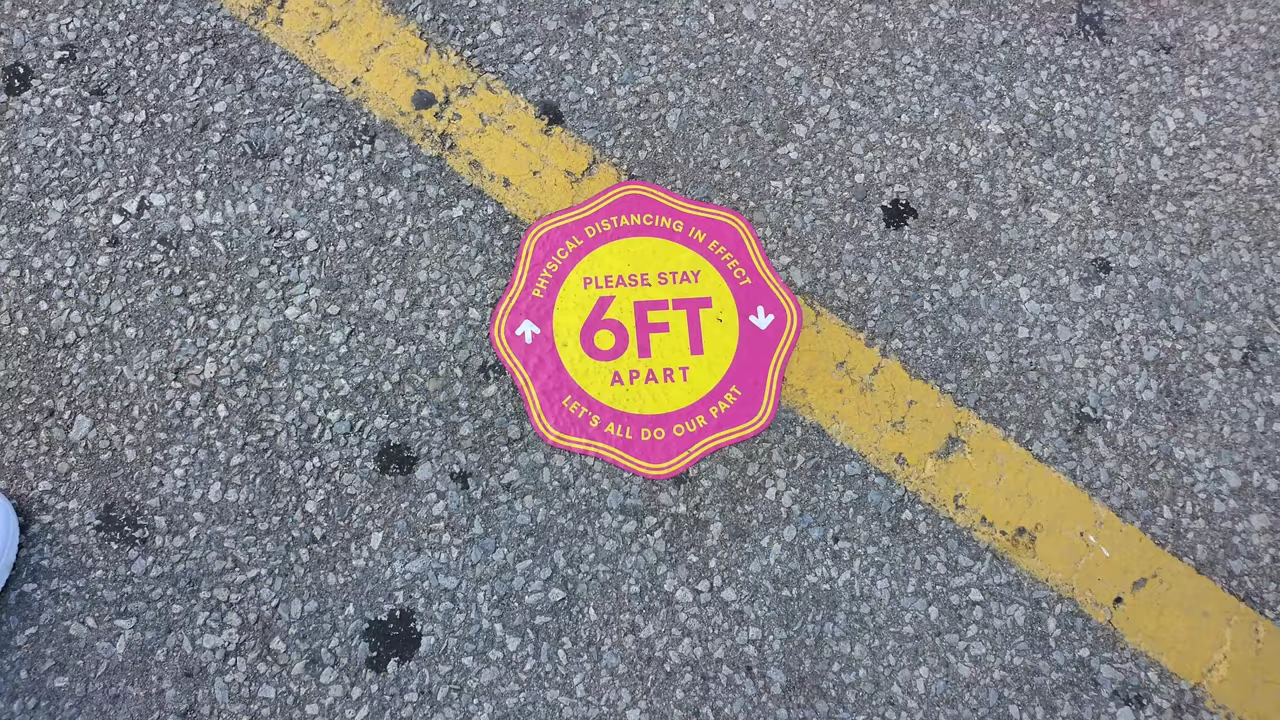 PHYSICAL DISTANCING IN EFFECT
PLEASE STAY
6FT
APART
LET'S ALL DO OUR PART